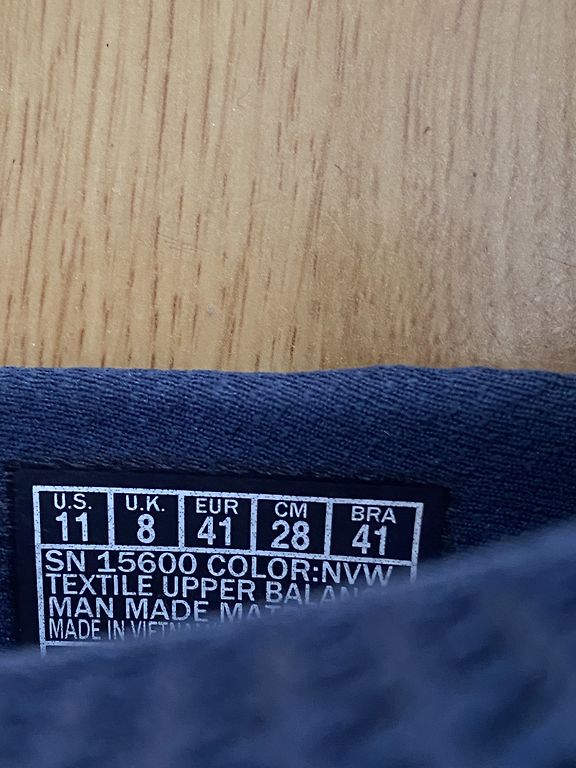 U.S. U.K. EUR CM BRA
11 8 41 28 41
SN 15600 COLOR:NVW
TEXTILE UPPER
MAN MADE
MADE IN